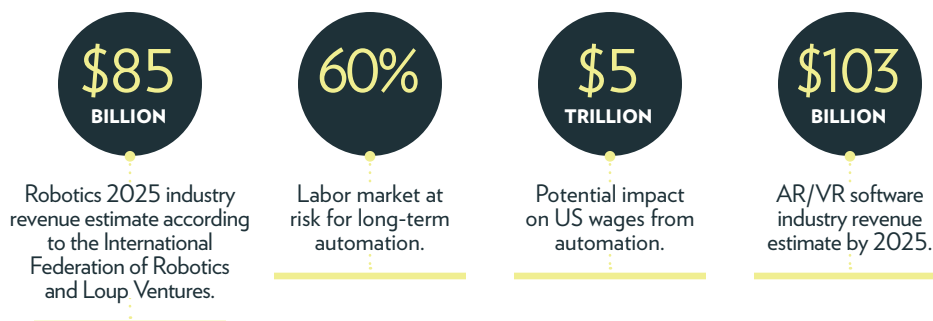 $85
BILLION
Robotics 2025 industry
revenue estimate according
to the International
Federation of Robotics
and Loup Ventures.
60%
Labor market at
risk for long-term
automation.
$5
TRILLION
Potential impact
on US wages from
automation.
$103
BILLION
AR/VR software
industry revenue
estimate by 2025.